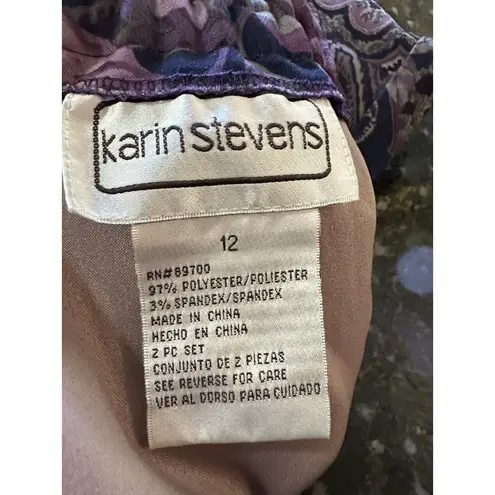 karin stevens
12
RN#89700
97% POLYESTER/POLIESTER
3% SPANDEX/SPANDEX
MADE IN CHINA
HECHO EN CHINA
2 PC SET
CONJUNTO DE 2 PIEZAS
SEE REVERSE FOR CARE
VER AL DORSO PARA CUIDADO